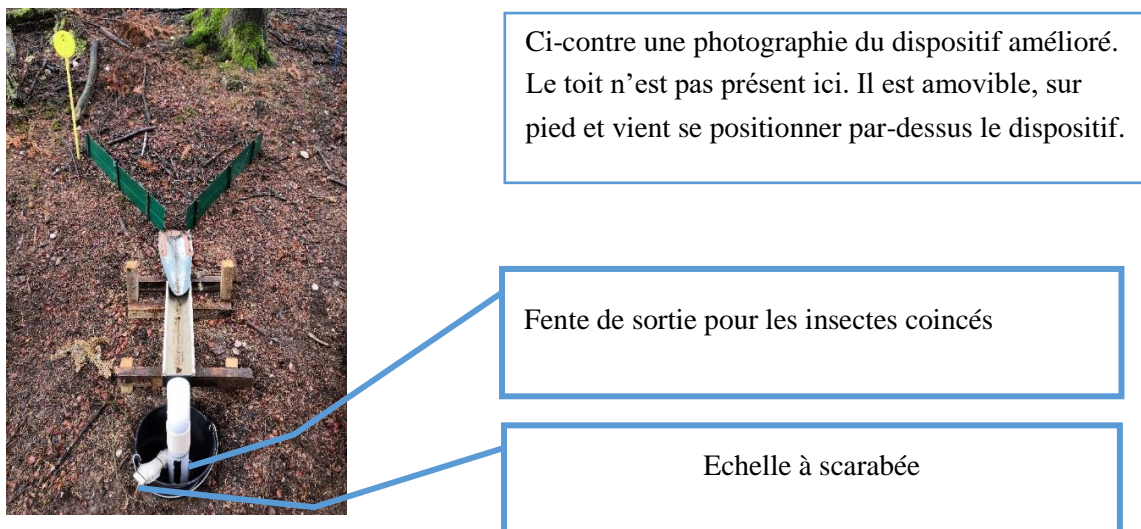 Ci-contre une photographie du dispositif amélioré.
Le toit n’est pas présent ici. Il est amovible, sur
pied et vient se positionner par-dessus le dispositif.
Fente de sortie pour les insectes coincés
Echelle à scarabée